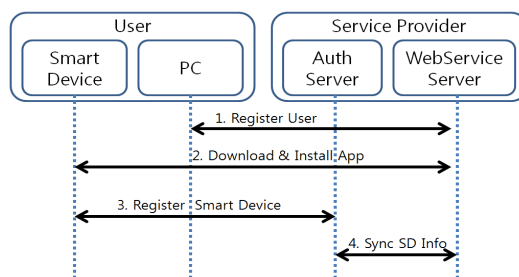 User
Service Provider
Smart
Device
PC
Auth
Server
WebService
Server
1. Register User
2. Download & Install App
3. Register Smart Device
4. Sync SD Info